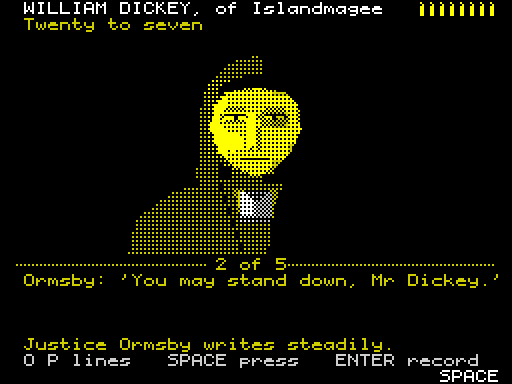 WILLIAM DICKEY, of Islandmagee
Twenty to seven
2 of 5
Ormsby: 'You may stand down, Mr Dickey.'
Justice Ormsby writes steadily.
O P lines   SPACE press   ENTER record
SPACE